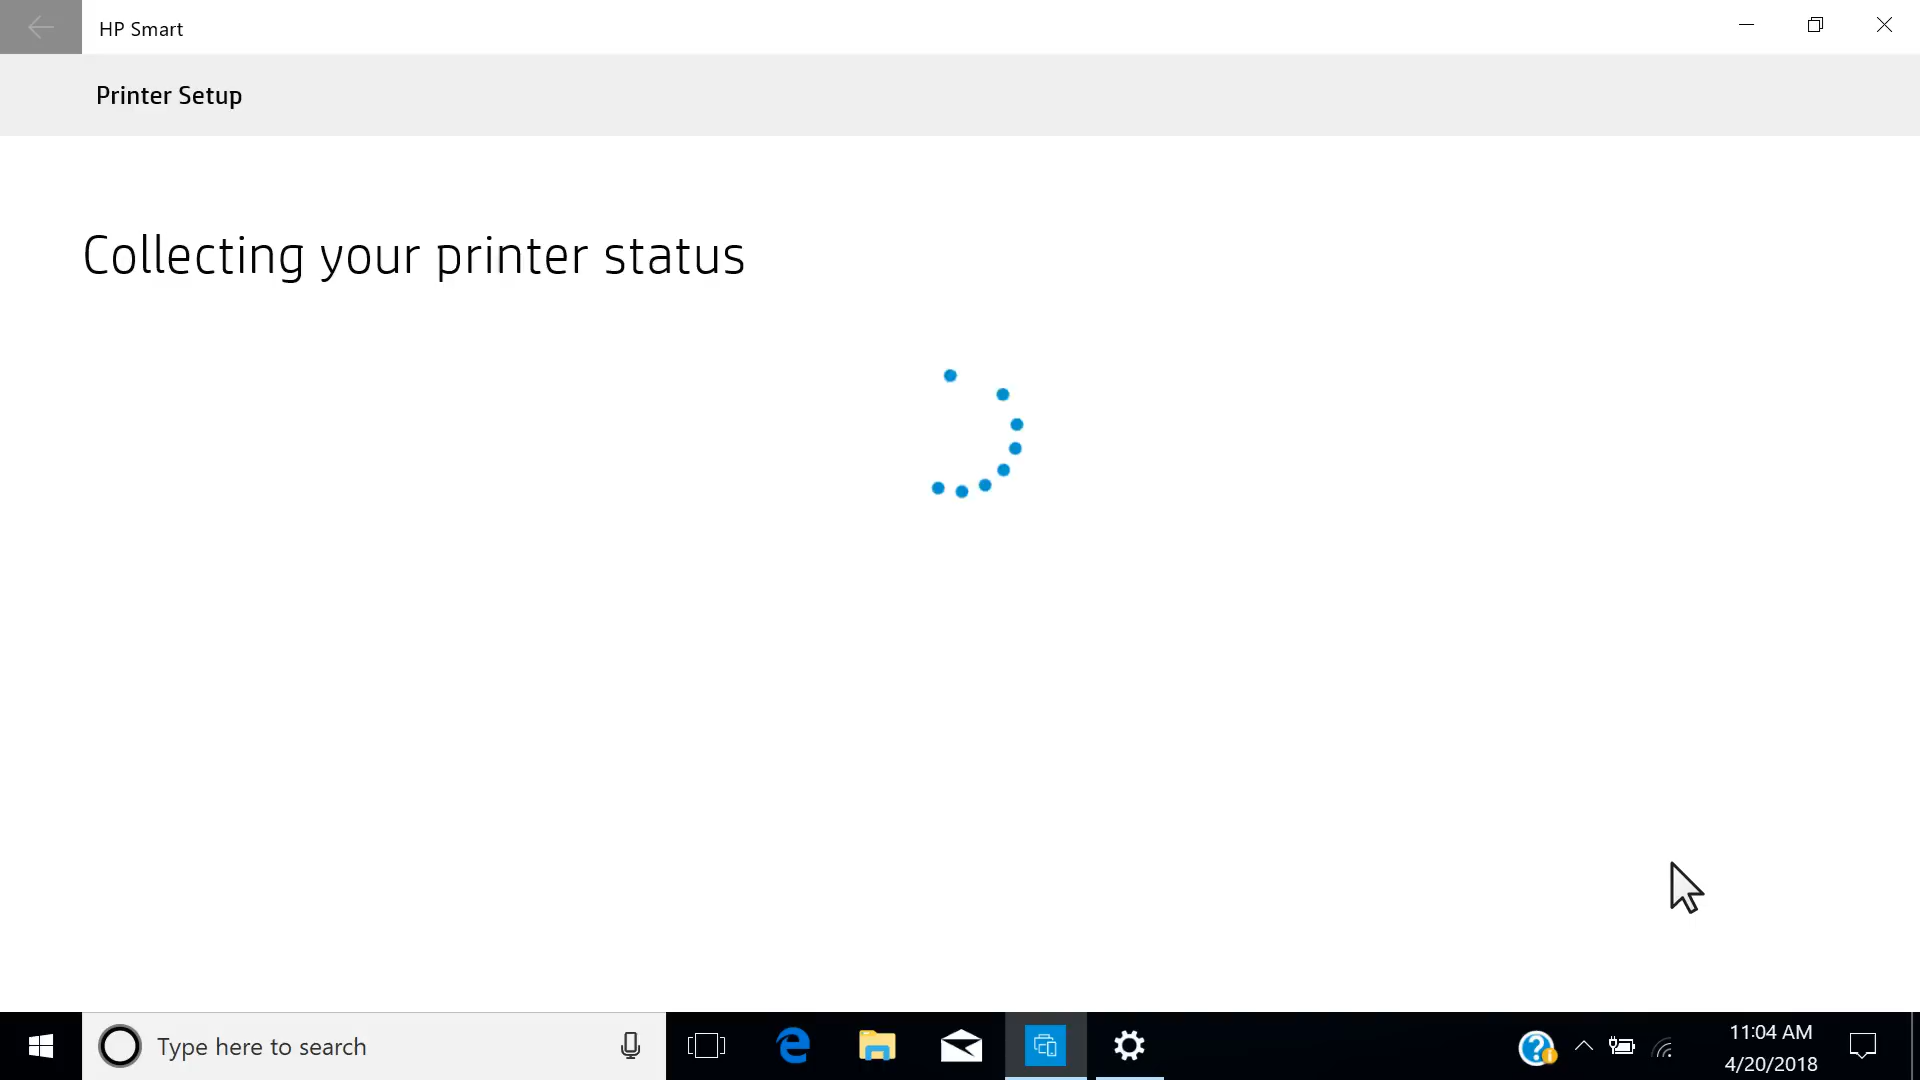 HP Smart
Printer Setup
Collecting your printer status
Type here to search
11:04 AM
4/20/2018